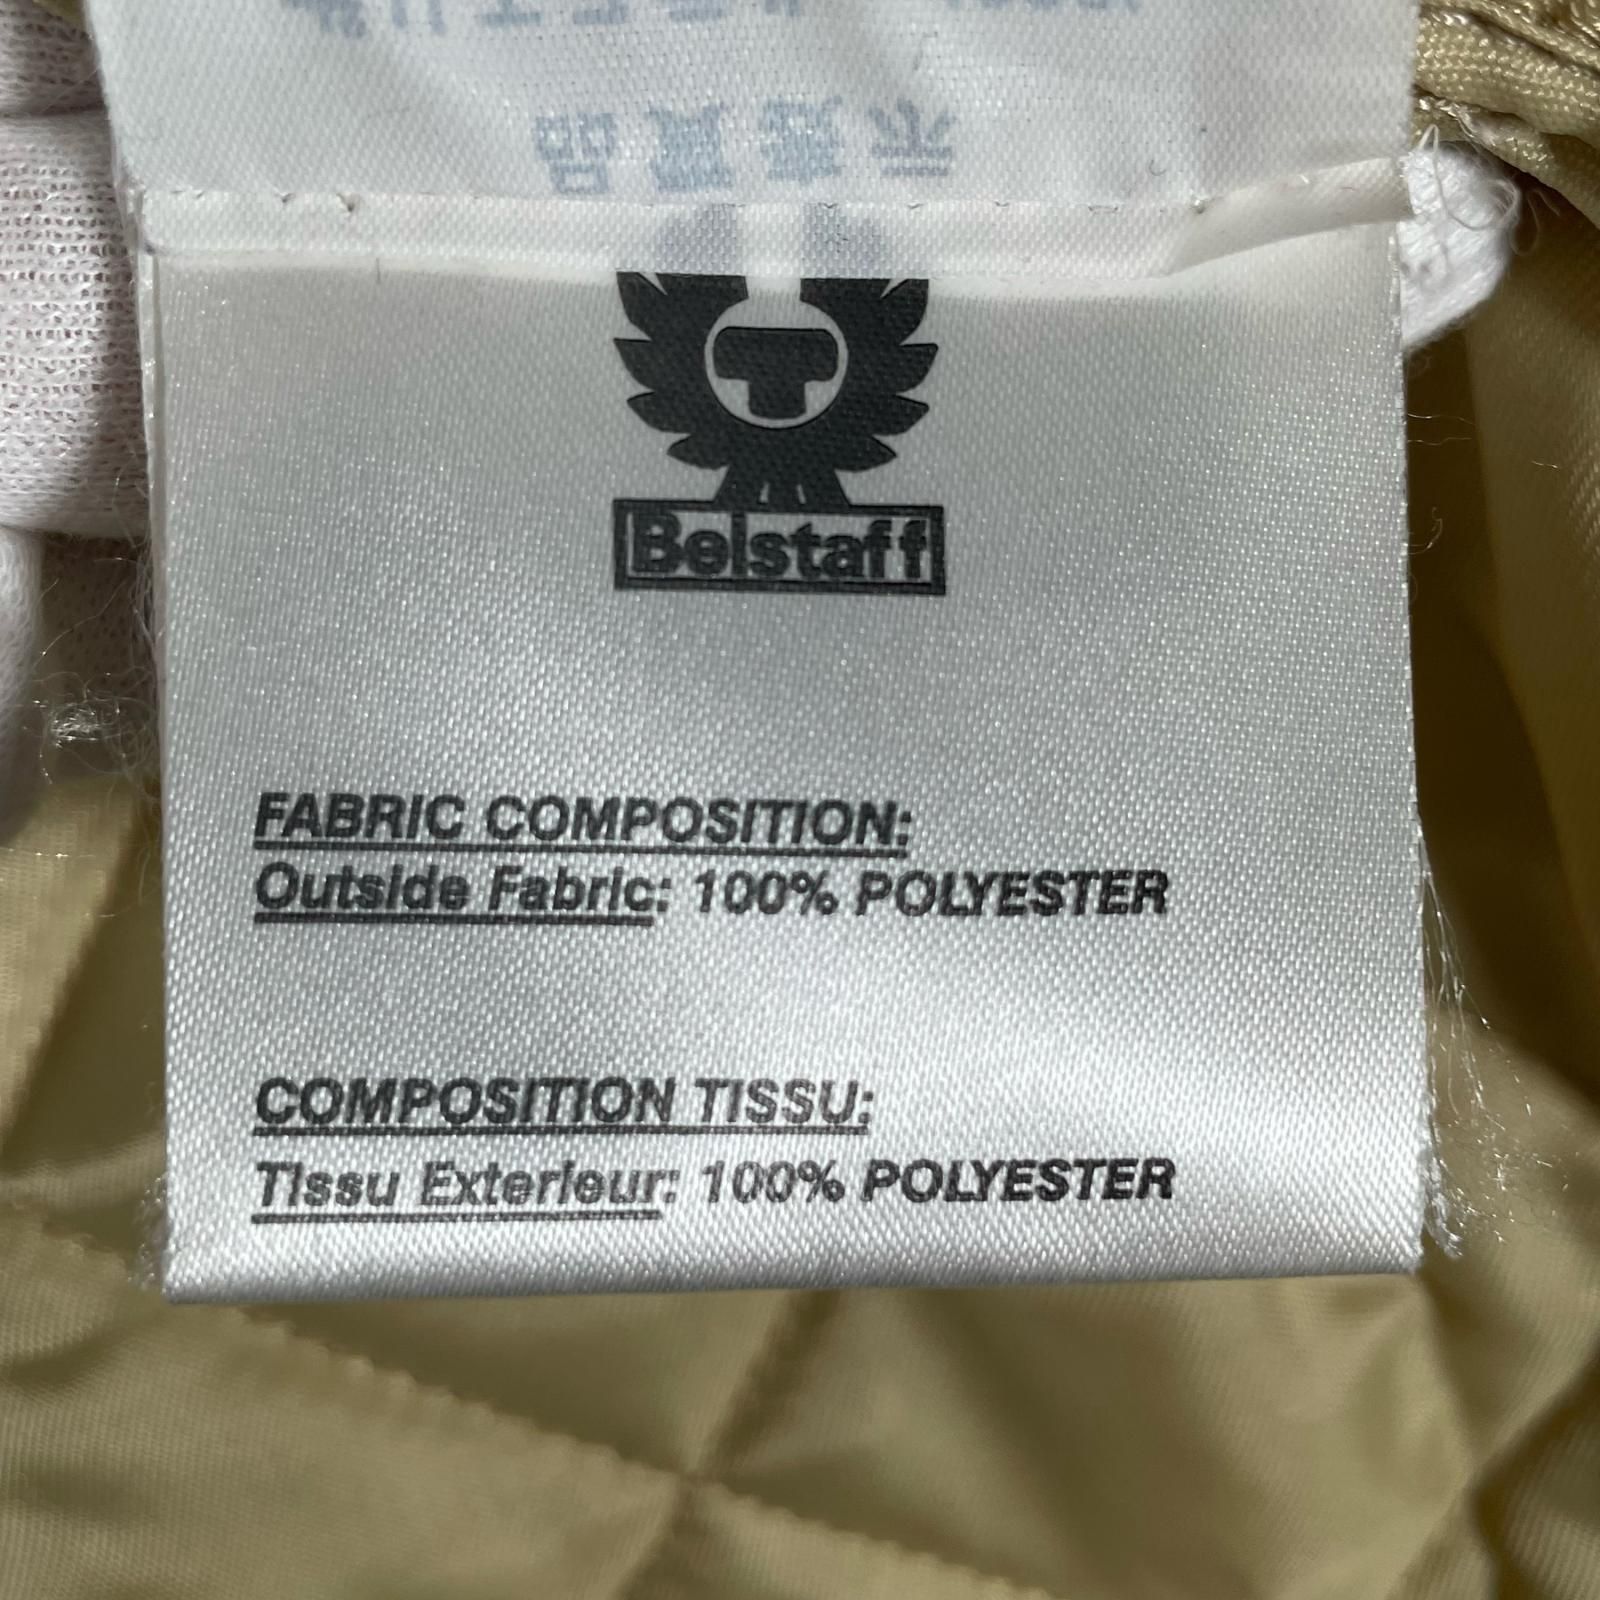 Belstaff
FABRIC COMPOSITION:
Outside Fabric: 100% POLYESTER
COMPOSITION TISSU:
Tissu Exterieur: 100% POLYESTER